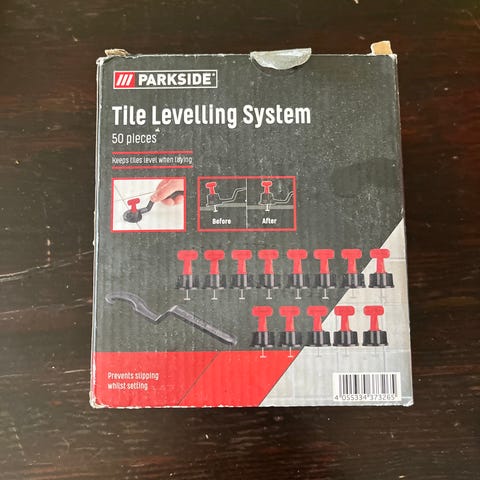 PARKSIDE®
Tile Levelling System
50 pieces
Keeps tiles level when laying
Before After
Prevents slipping
whilst setting
4 055334 373265